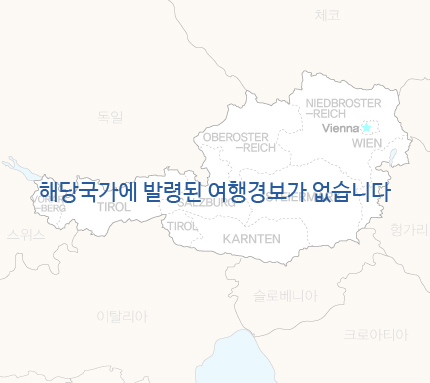 체코
독일
NIEDBROSTER
-REICH
Vienna
WIEN
OBEROSTER
-REICH
해당국가에 발령된 여행경보가 없습니다
-BERG
TIROL
SALZBURG
TIROL
KARNTEN
스위스
헝가리
슬로베니아
이탈리아
크로아티아